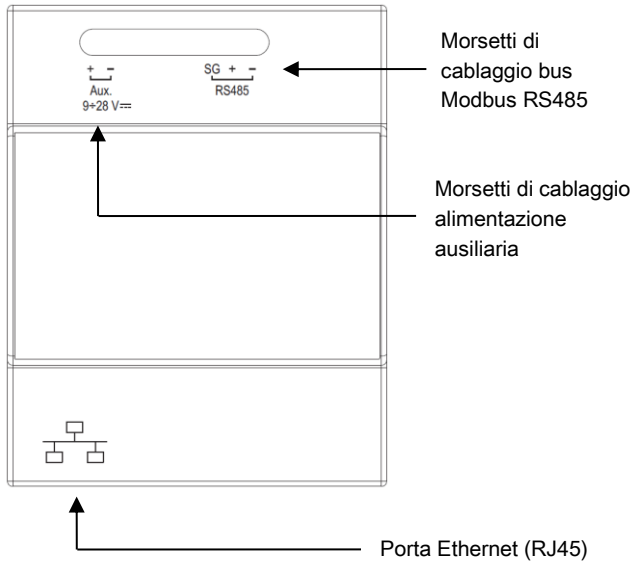 + −
Aux.
9÷28 V⎓
SG + −
RS485
Morsetti di
cablaggio bus
Modbus RS485
Morsetti di cablaggio
alimentazione
ausiliaria
Porta Ethernet (RJ45)